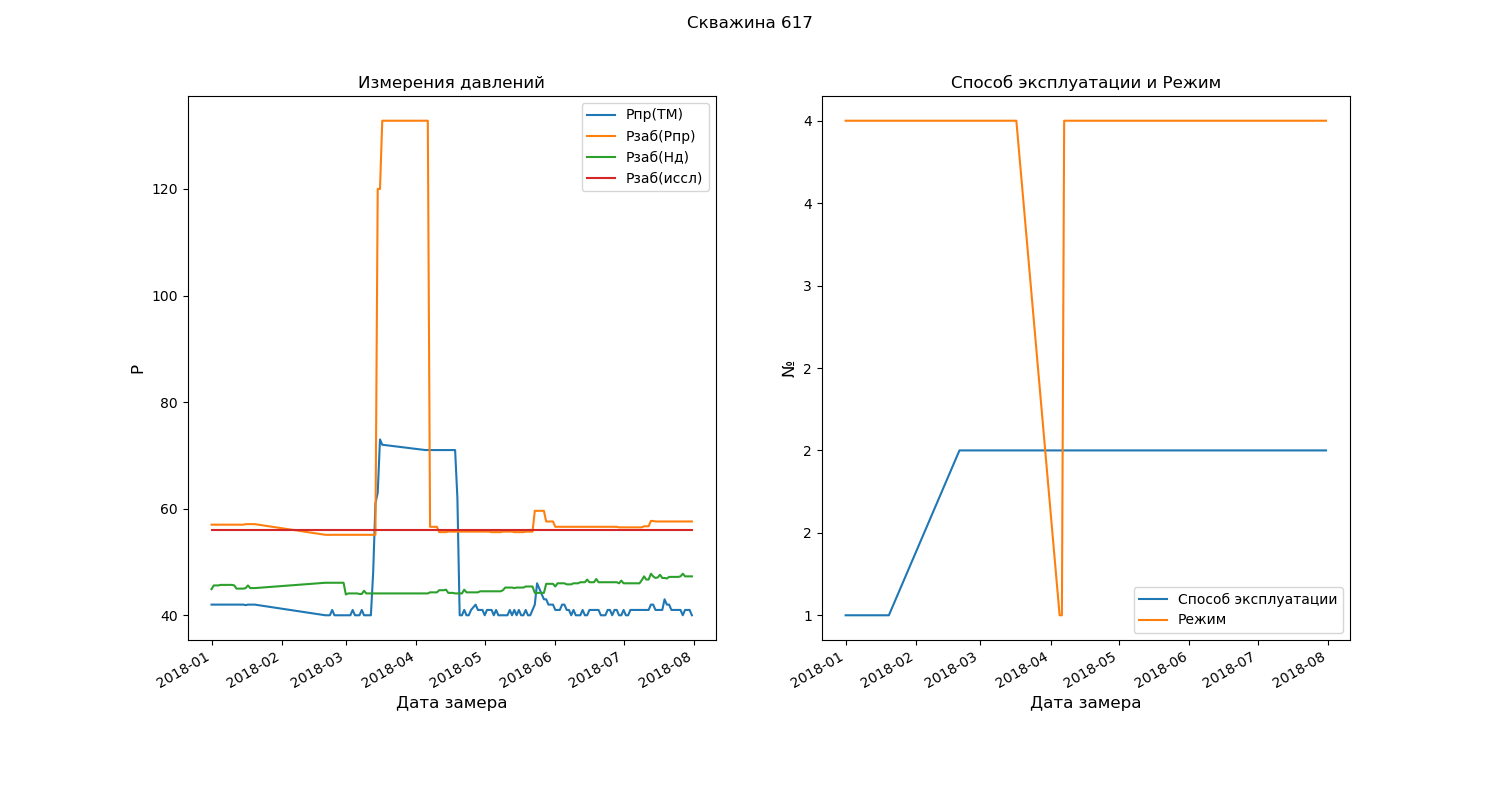 Скважина 617
Измерения давлений
Рпр(ТМ)
Рзаб(Рпр)
Рзаб(Нд)
Рзаб(иссл)
120
100
80
60
40
Р
2018-01
2018-02
2018-03
2018-04
2018-05
2018-06
2018-07
2018-08
Дата замера
Способ эксплуатации и Режим
4
4
3
2
2
2
1
№
Способ эксплуатации
Режим
2018-01
2018-02
2018-03
2018-04
2018-05
2018-06
2018-07
2018-08
Дата замера